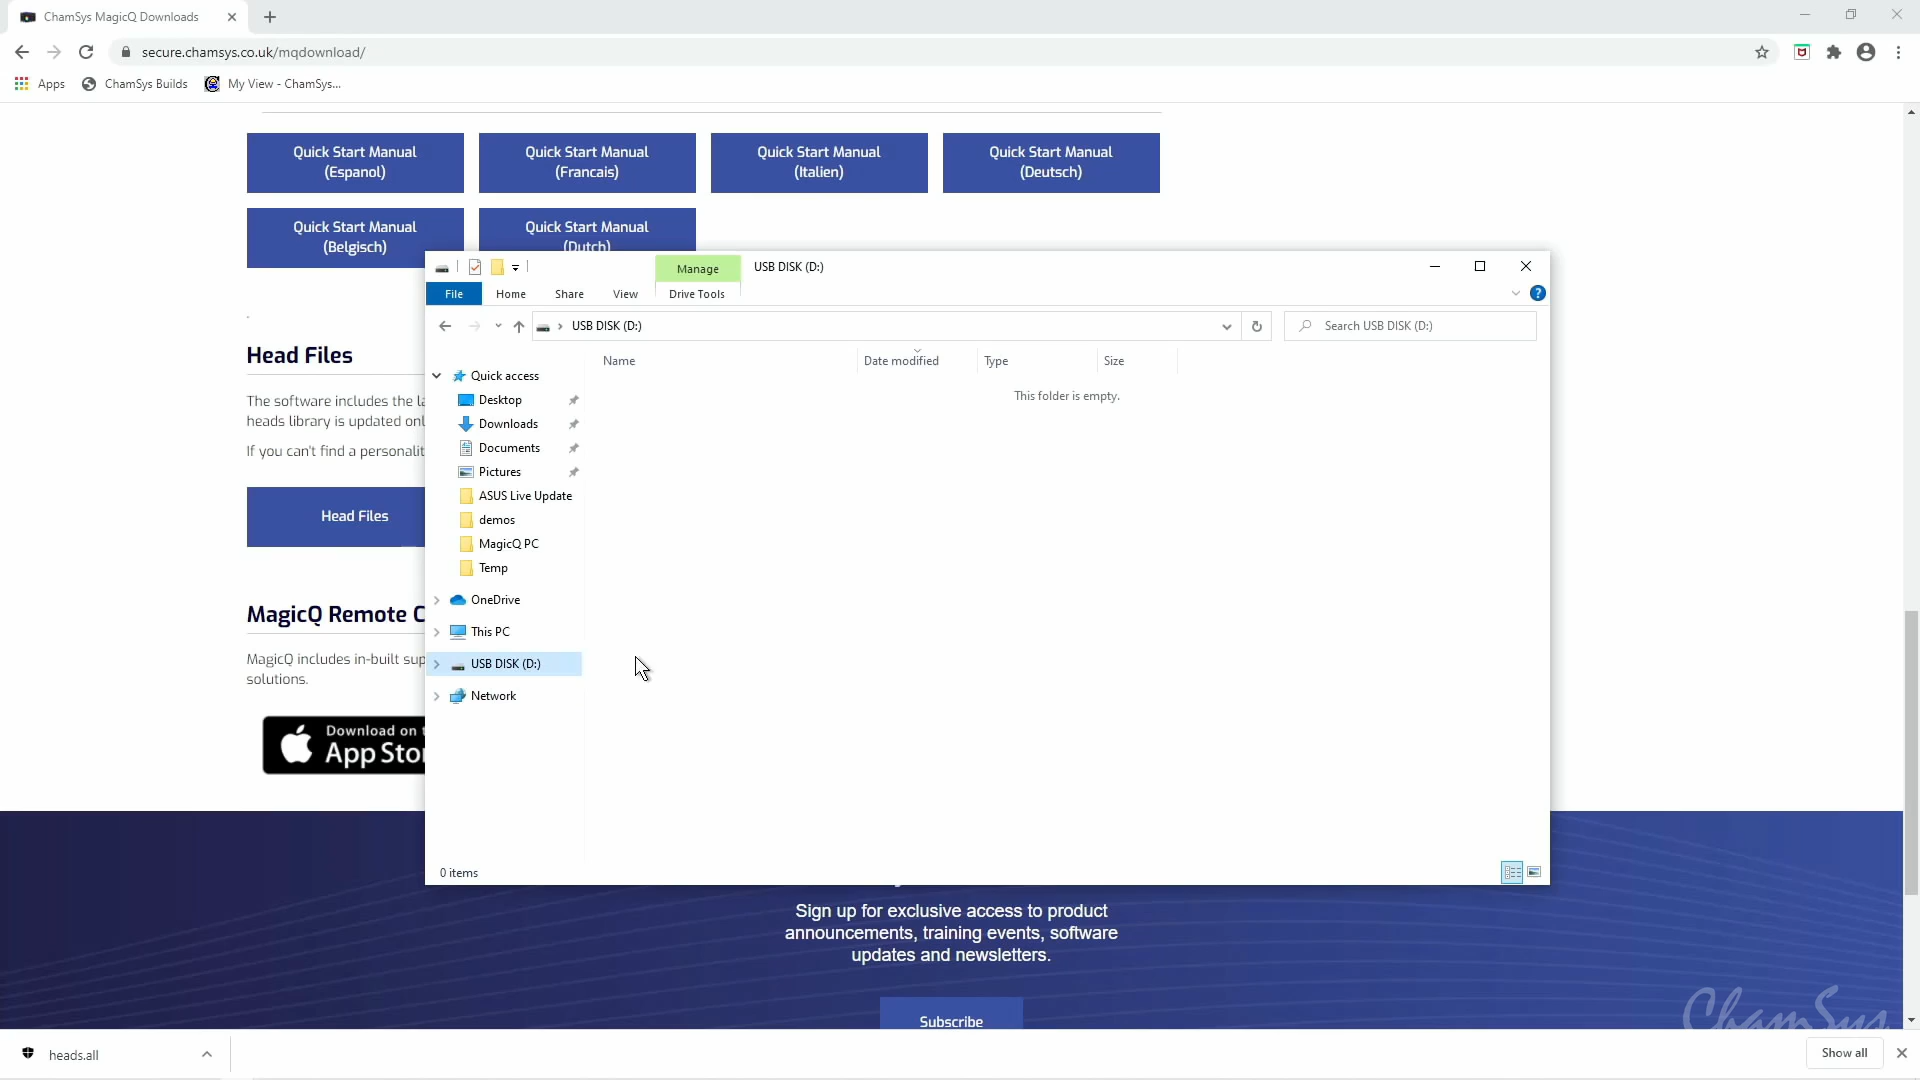 ChamSys MagicQ Downloads
secure.chamsys.co.uk/mqdownload/
Apps
ChamSys Builds
My View - ChamSys...
Quick Start Manual
(Espanol)
Quick Start Manual
(Francais)
Quick Start Manual
(Italien)
Quick Start Manual
(Deutsch)
Quick Start Manual
(Belgisch)
Quick Start Manual
(Dutch)
Manage
USB DISK (D:)
File
Home
Share
View
Drive Tools
USB DISK (D:)
Search USB DISK (D:)
Name
Date modified
Type
Size
This folder is empty.
Quick access
Desktop
Downloads
Documents
Pictures
ASUS Live Update
demos
MagicQ PC
Temp
OneDrive
This PC
USB DISK (D:)
Network
0 items
Head Files
The software includes the
heads library is updated
If you can't find a
Head Files
MagicQ Remote
MagicQ includes in-built
solutions.
Download on
App
Sign up for exclusive access to product
announcements, training events, software
updates and newsletters.
Subscribe
ChamSys
heads.all
Show all